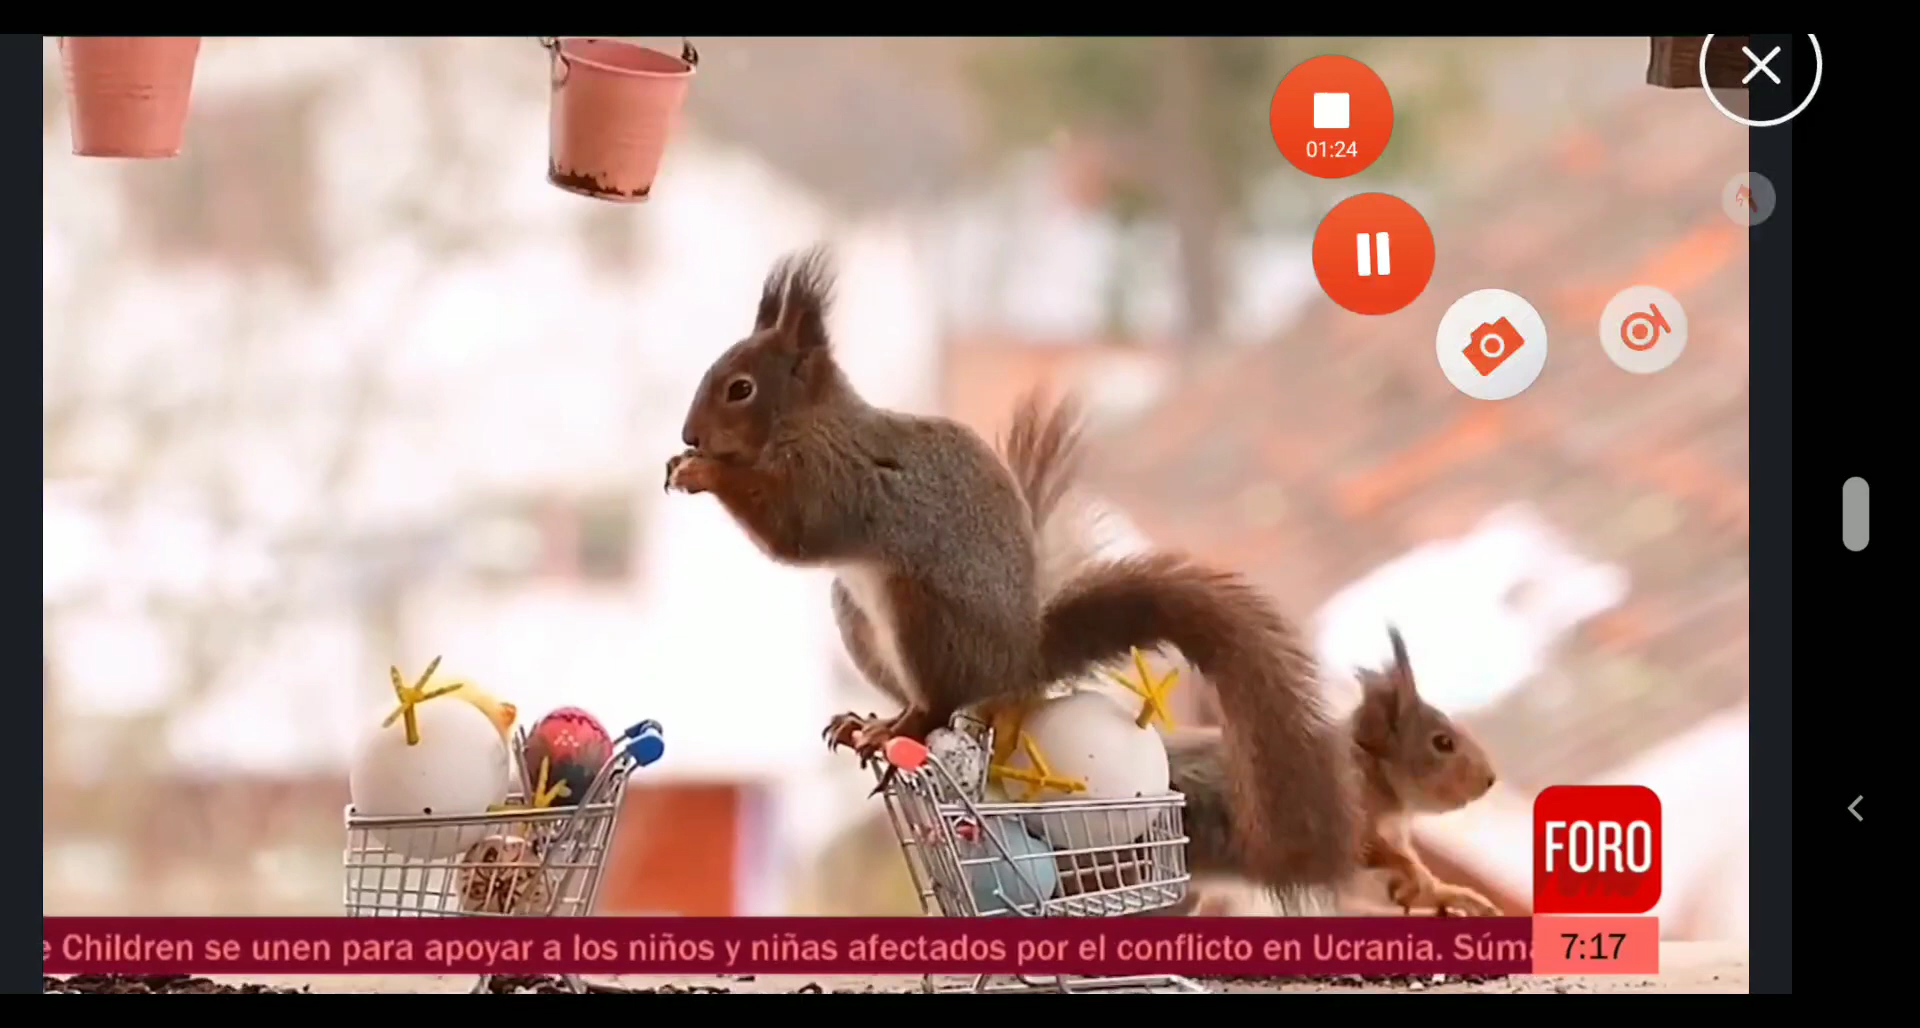 01:24
FORO
e Children se unen para apoyar a los niños y niñas afectados por el conflicto en Ucrania. Súm
7:17